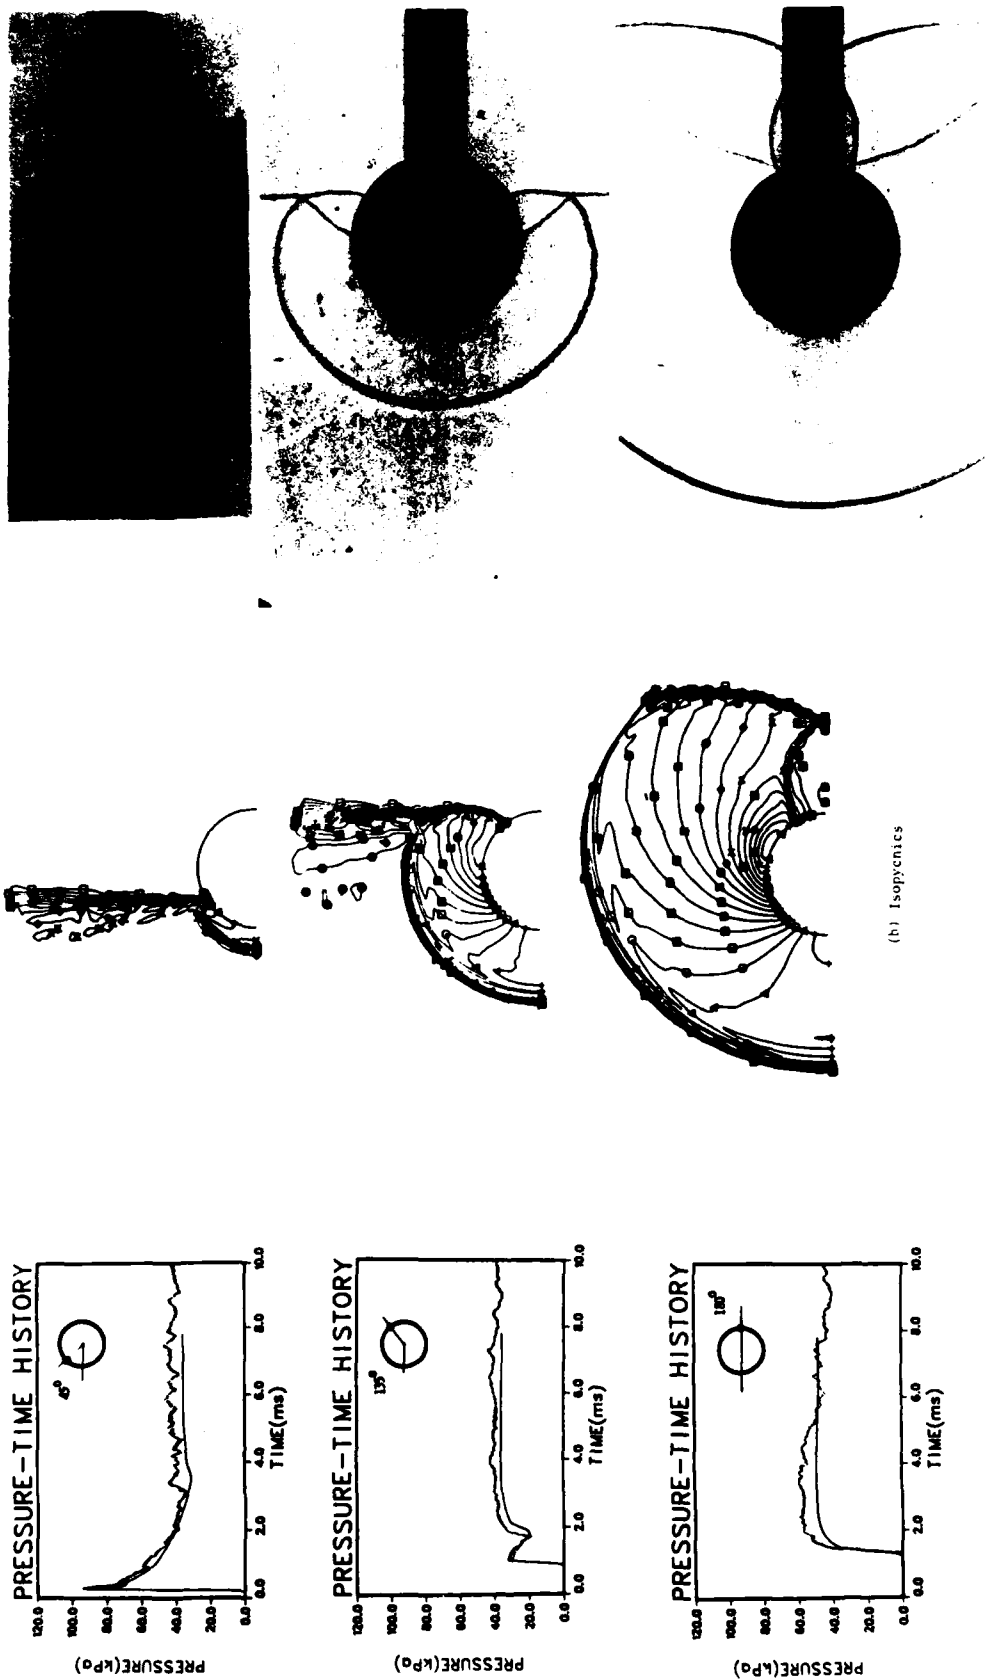 PRESSURE-TIME HISTORY
PRESSURE(kPa)
120.0
100.0
80.0
60.0
40.0
20.0
0.0
45°
0.0 2.0 4.0 6.0 8.0 10.0
TIME(ms)
PRESSURE-TIME HISTORY
PRESSURE(kPa)
120.0
100.0
80.0
60.0
40.0
20.0
0.0
135°
0.0 2.0 4.0 6.0 8.0 10.0
TIME(ms)
PRESSURE-TIME HISTORY
PRESSURE(kPa)
120.0
100.0
80.0
60.0
40.0
20.0
0.0
180°
0.0 2.0 4.0 6.0 8.0 10.0
TIME(ms)
(b) Isopycnics